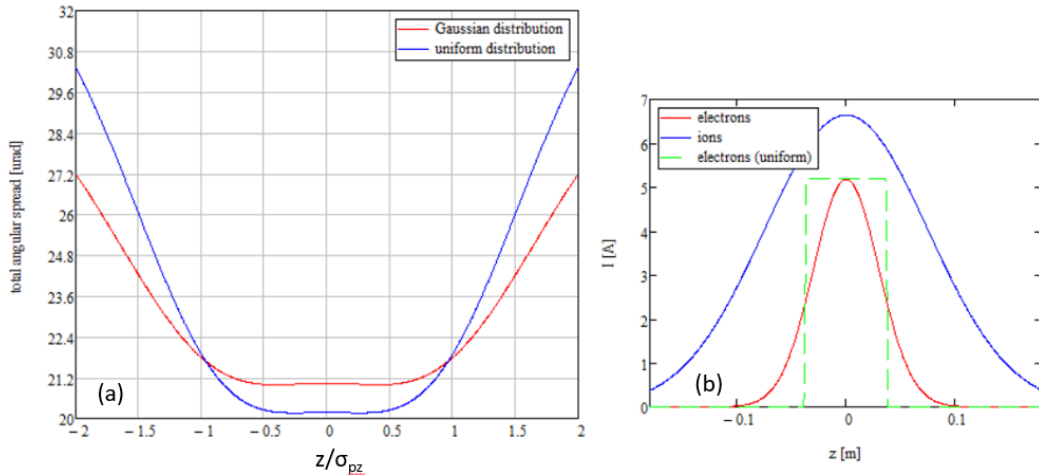 32
30.8
29.6
28.4
27.2
26
24.8
23.6
22.4
21.2
20
total angular spread [urad]
Gaussian distribution
uniform distribution
(a)
−2 −1.5 −1 −0.5 0 0.5 1 1.5 2
z/σpz
7
6
5
4
3
2
1
0
I [A]
electrons
ions
electrons (uniform)
(b)
−0.1 0 0.1
z [m]